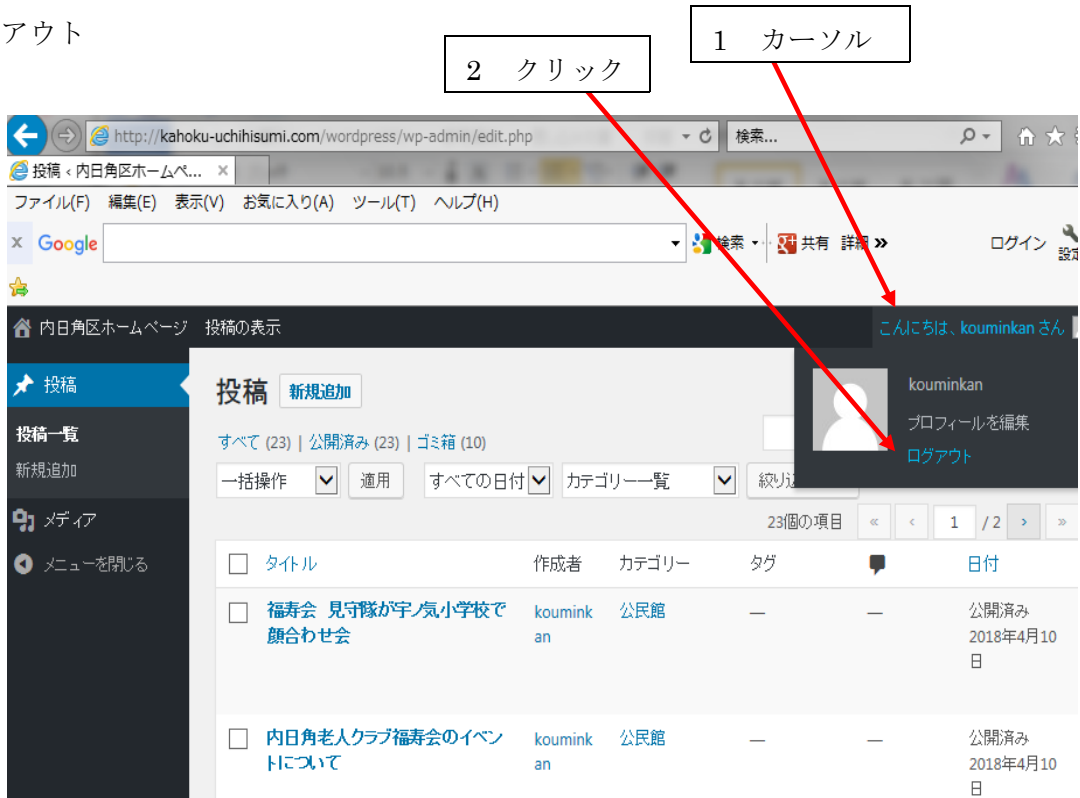 アウト
1 カーソル
2 クリック
http://kahoku-uchihisumi.com/wordpress/wp-admin/edit.php
検索...
投稿 ‹ 内日角区ホームペ... ×
ファイル(F) 編集(E) 表示(V) お気に入り(A) ツール(T) ヘルプ(H)
x Google
検索
共有 詳細 »
ログイン
設定
内日角区ホームページ 投稿の表示
こんにちは、kouminkan さん
投稿
投稿 新規追加
kouminkan
プロフィールを編集
ログアウト
投稿一覧
新規追加
メディア
メニューを閉じる
すべて (23) | 公開済み (23) | ゴミ箱 (10)
一括操作 適用 すべての日付 カテゴリー一覧 絞り込
23個の項目 « ‹ 1 / 2 › »
タイトル 作成者 カテゴリー タグ 日付
福寿会 見守隊が宇ノ気小学校で koumink 公民館 — — 公開済み
顔合わせ会 an 2018年4月10
日
内日角老人クラブ福寿会のイベン koumink 公民館 — — 公開済み
トについて an 2018年4月10
日